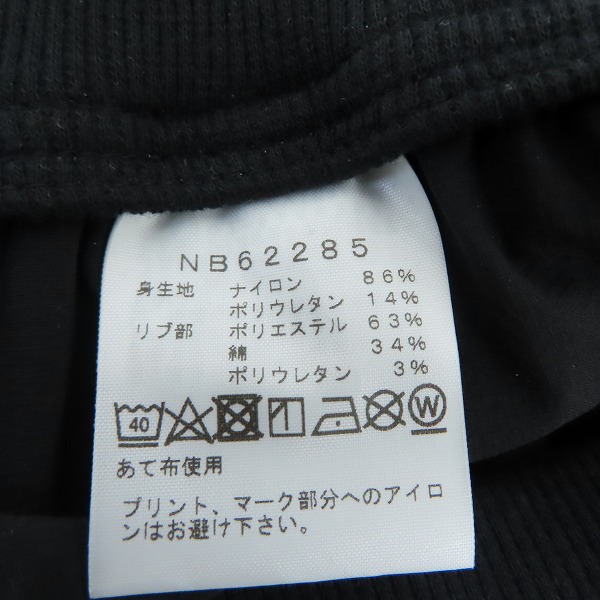 NB62285
身生地 ナイロン 86%
ポリウレタン 14%
リブ部 ポリエステル 63%
綿 34%
ポリウレタン 3%
40 W
あて布使用
プリント、マーク部分へのアイロ
ンはお避け下さい。